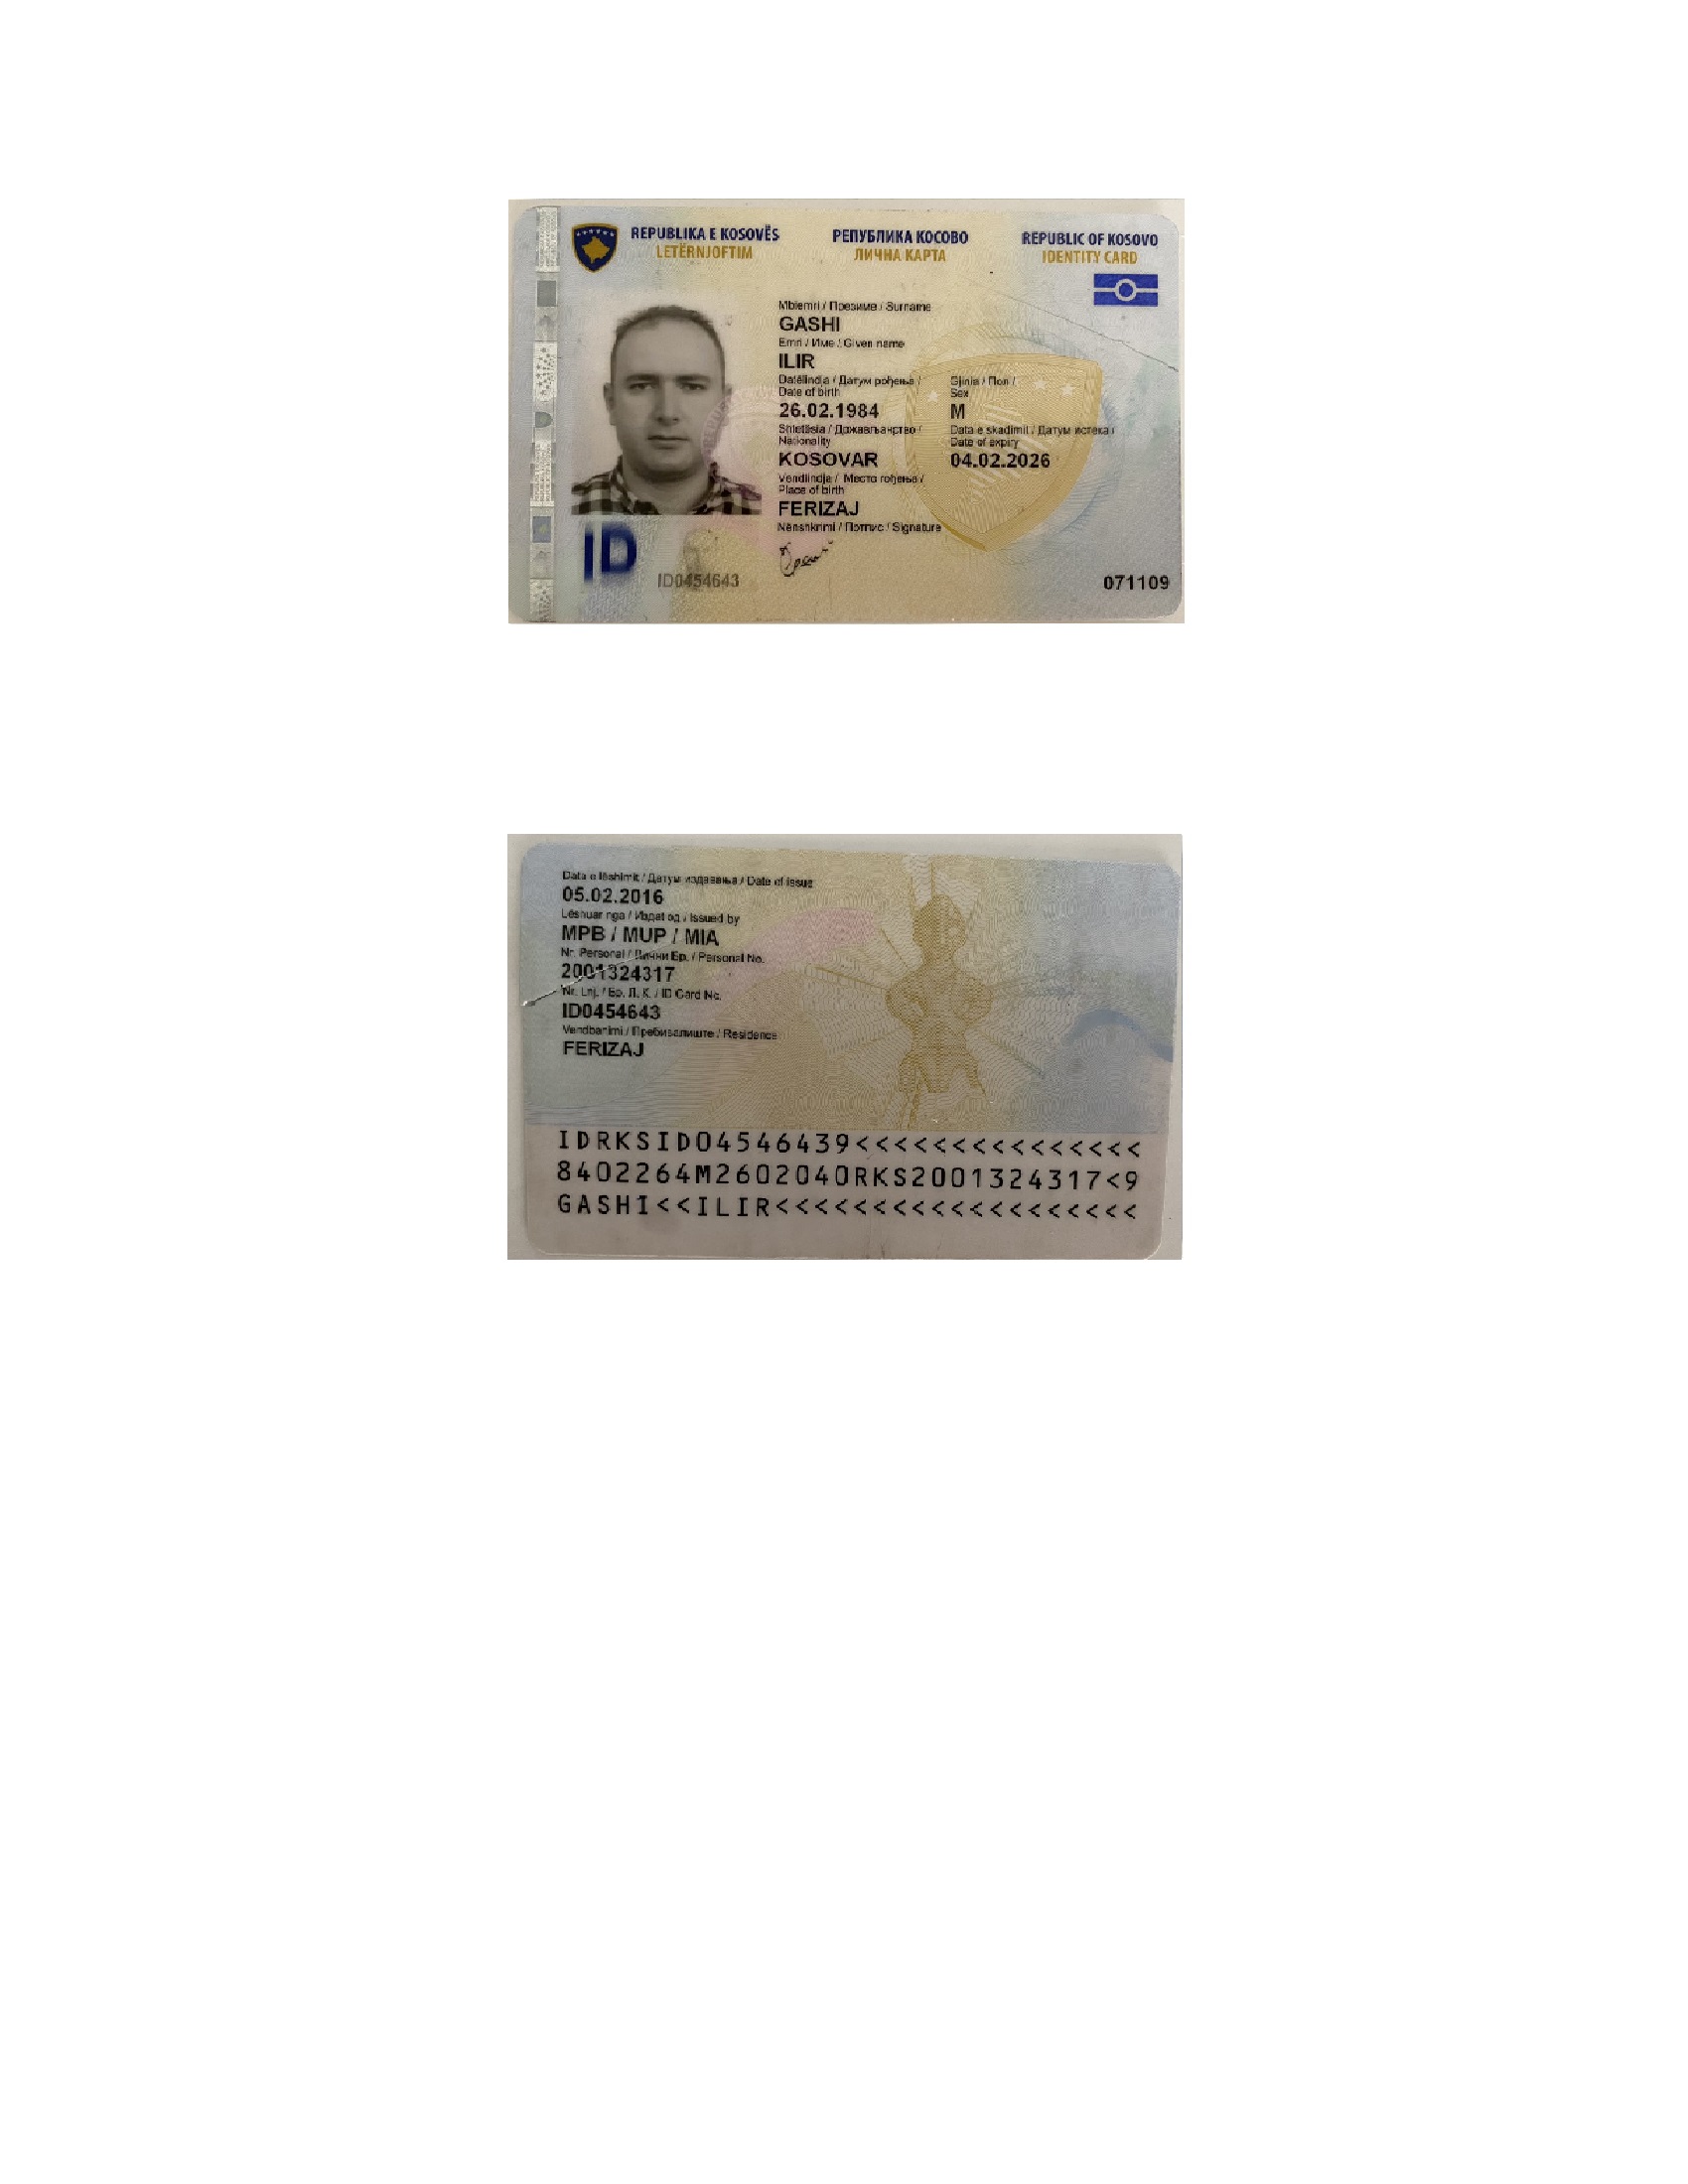 REPUBLIKA E KOSOVËS
LETËRNJOFTIM
РЕПУБЛИКА КОСОВО
ЛИЧНА КАРТА
REPUBLIC OF KOSOVO
IDENTITY CARD
Mbiemri / Презиме / Surname
GASHI
Emri / Име / Given name
ILIR
Datëlindja / Датум рођења / Date of birth
26.02.1984
Gjinia / Пол / Sex
M
Shtetësia / Држављанство / Nationality
KOSOVAR
Data e skadimit / Датум истека / Date of expiry
04.02.2026
Vendlindja / Место рођења / Place of birth
FERIZAJ
Nënshkrimi / Потпис / Signature
ID
ID0454643
071109
Data e lëshimit / Датум издавања / Date of issue
05.02.2016
Lëshuar nga / Издат од / Issued by
MPB / MUP / MIA
Nr. Personal / Лични Бр. / Personal No.
2001324317
Nr. Lnj. / Бр. Л. К. / ID Card No.
ID0454643
Vendbanimi / Пребивалиште / Residence
FERIZAJ
IDRKSID04546439<<<<<<<<<<<<<<<
8402264M2602040RKS2001324317<9
GASHI<<ILIR<<<<<<<<<<<<<<<<<<<